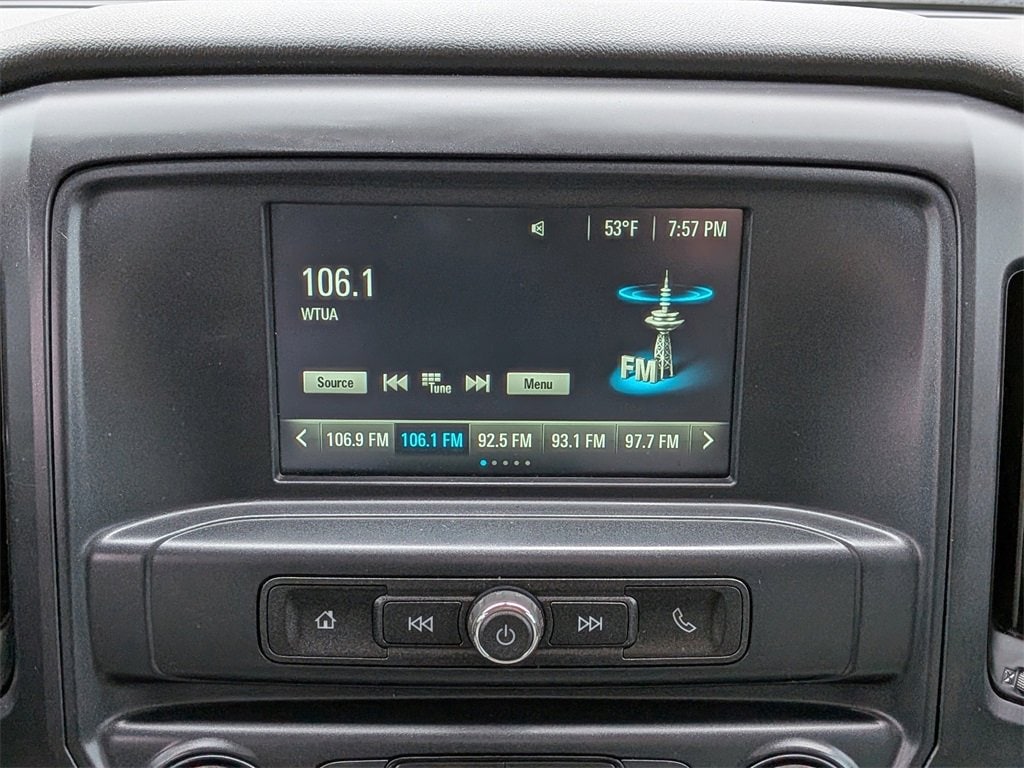 53°F 7:57 PM
106.1
WTUA
FM
Source Tune Menu
106.9 FM 106.1 FM 92.5 FM 93.1 FM 97.7 FM